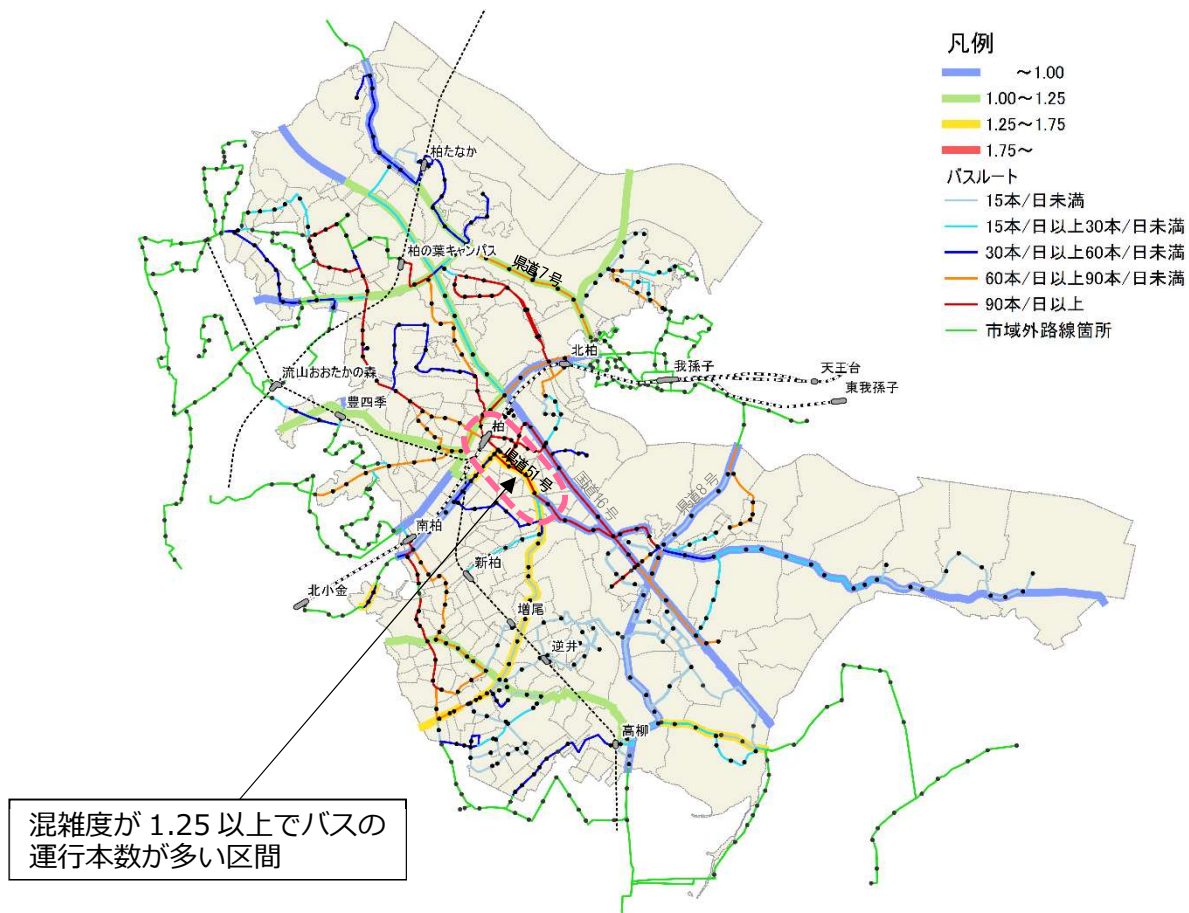 凡例
～1.00
1.00～1.25
1.25～1.75
1.75～
バスルート
15本/日未満
15本/日以上30本/日未満
30本/日以上60本/日未満
60本/日以上90本/日未満
90本/日以上
市域外路線箇所
柏たなか
柏の葉キャンパス
県道7号
北柏
我孫子
天王台
東我孫子
流山おおたかの森
豊四季
柏
県道51号
国道16号
県道8号
南柏
新柏
北小金
増尾
逆井
高柳
混雑度が 1.25 以上でバスの
運行本数が多い区間